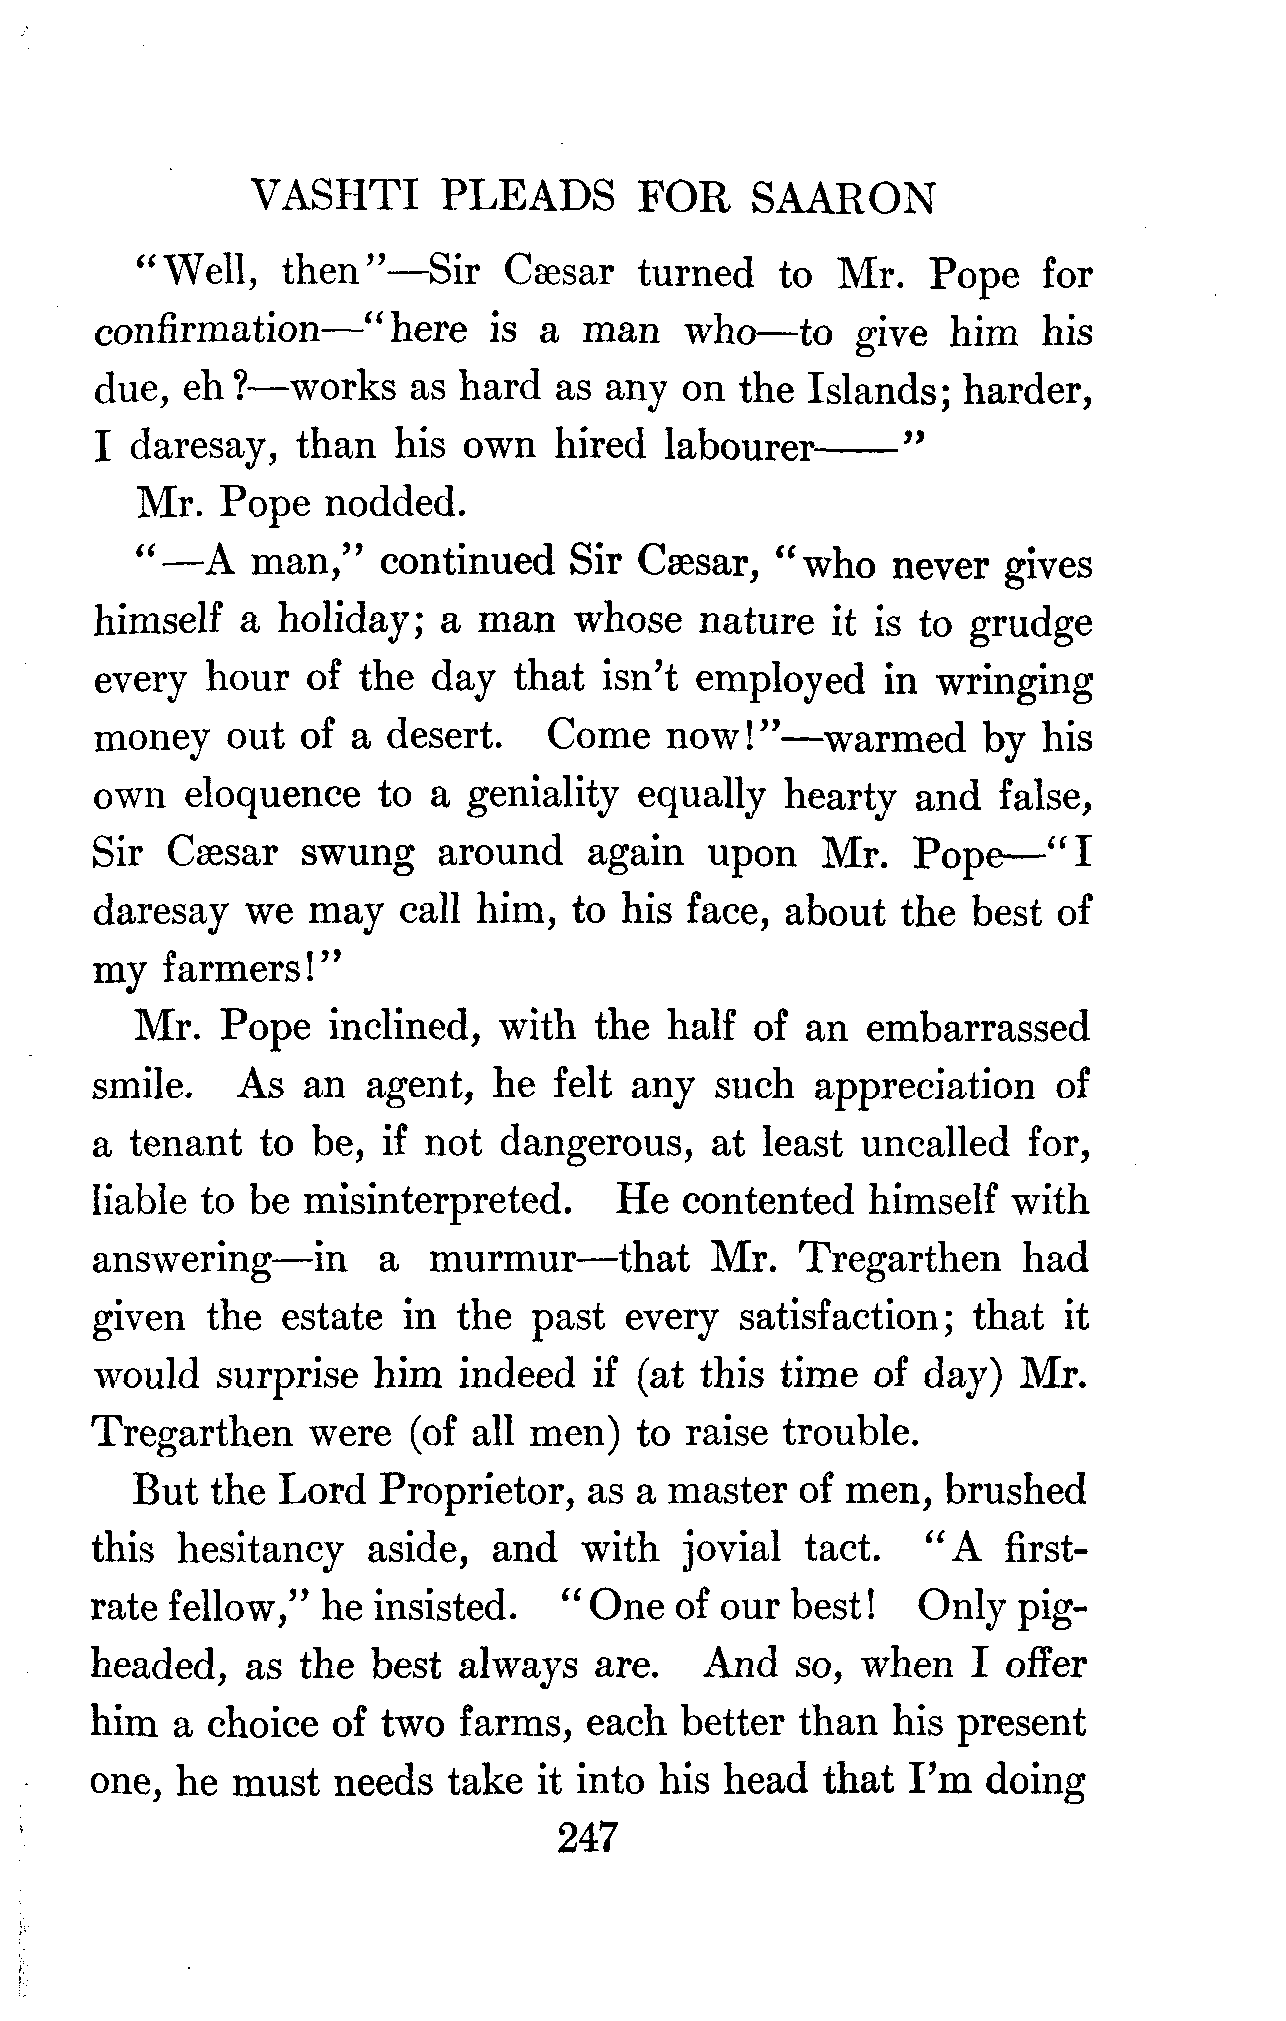 VASHTI PLEADS FOR SAARON
"Well, then"—Sir Cæsar turned to Mr. Pope for
confirmation—"here is a man who—to give him his
due, eh?—works as hard as any on the Islands; harder,
I daresay, than his own hired labourer——"
Mr. Pope nodded.
"—A man," continued Sir Cæsar, "who never gives
himself a holiday; a man whose nature it is to grudge
every hour of the day that isn't employed in wringing
money out of a desert. Come now!"—warmed by his
own eloquence to a geniality equally hearty and false,
Sir Cæsar swung around again upon Mr. Pope—"I
daresay we may call him, to his face, about the best of
my farmers!"
Mr. Pope inclined, with the half of an embarrassed
smile. As an agent, he felt any such appreciation of
a tenant to be, if not dangerous, at least uncalled for,
liable to be misinterpreted. He contented himself with
answering—in a murmur—that Mr. Tregarthen had
given the estate in the past every satisfaction; that it
would surprise him indeed if (at this time of day) Mr.
Tregarthen were (of all men) to raise trouble.
But the Lord Proprietor, as a master of men, brushed
this hesitancy aside, and with jovial tact. "A first-
rate fellow," he insisted. "One of our best! Only pig-
headed, as the best always are. And so, when I offer
him a choice of two farms, each better than his present
one, he must needs take it into his head that I'm doing
247